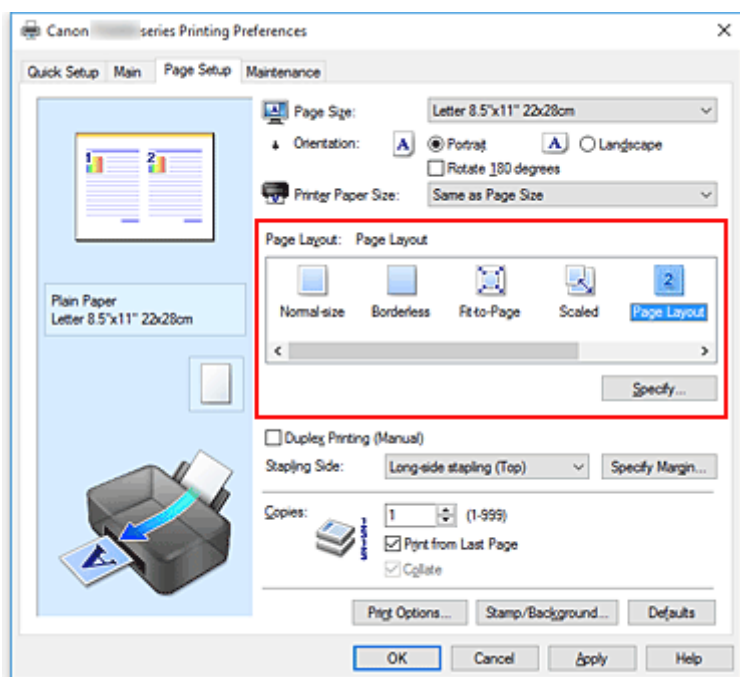 Canon series Printing Preferences
Quick Setup Main Page Setup Maintenance
1 2
Plain Paper
Letter 8.5"x11" 22x28cm
A
Page Size: Letter 8.5"x11" 22x28cm
Orientation: A Portrait A Landscape
Rotate 180 degrees
Printer Paper Size: Same as Page Size
Page Layout: Page Layout
2
Normal-size Borderless Fit-to-Page Scaled Page Layout
Specify...
Duplex Printing (Manual)
Stapling Side: Long-side stapling (Top) Specify Margin...
Copies: 1 (1-999)
Print from Last Page
Collate
Print Options... Stamp/Background... Defaults
OK Cancel Apply Help